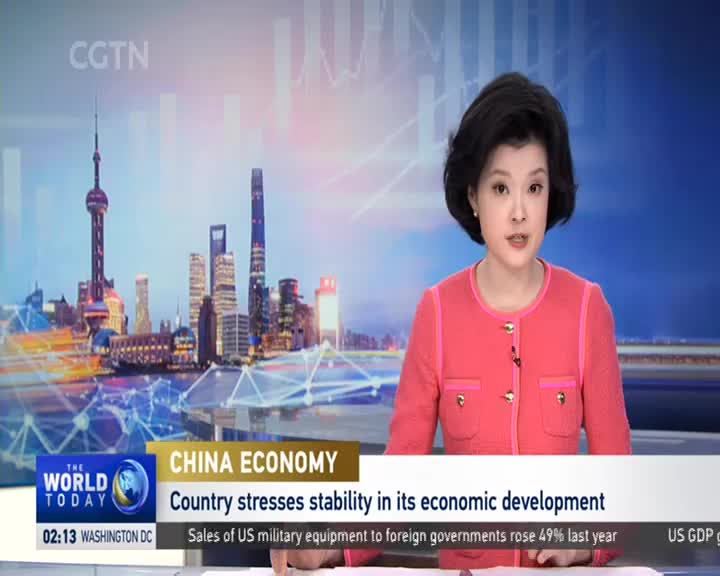 CGTN
CHINA ECONOMY
THE
WORLD
TODAY
Country stresses stability in its economic development
02:13 WASHINGTON DC
Sales of US military equipment to foreign governments rose 49% last year
US GDP g